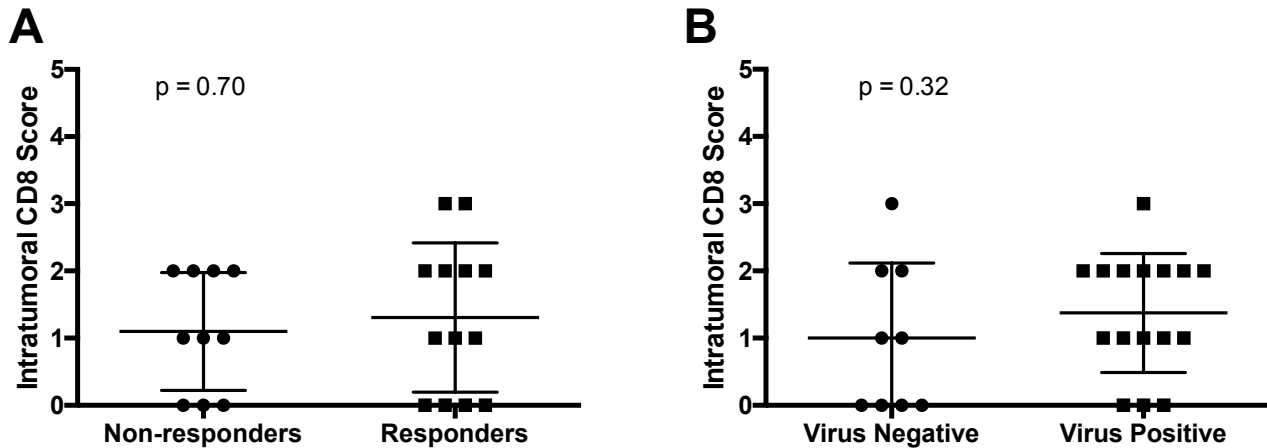 A
Intratumoral CD8 Score
5
4
3
2
1
0
p = 0.70
Non-responders
Responders
B
Intratumoral CD8 Score
5
4
3
2
1
0
p = 0.32
Virus Negative
Virus Positive